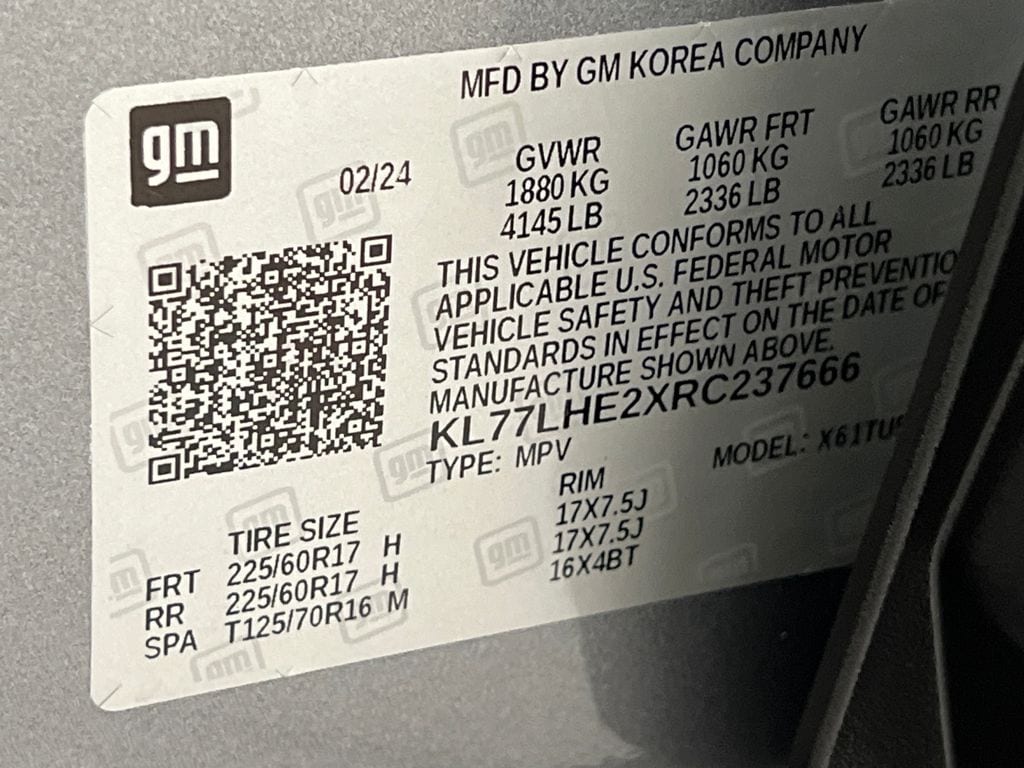 MFD BY GM KOREA COMPANY
gm
02/24
GVWR GAWR FRT GAWR RR
1880 KG 1060 KG 1060 KG
4145 LB 2336 LB 2336 LB
THIS VEHICLE CONFORMS TO ALL
APPLICABLE U.S. FEDERAL MOTOR
VEHICLE SAFETY AND THEFT PREVENTIO
STANDARDS IN EFFECT ON THE DATE OF
MANUFACTURE SHOWN ABOVE.
KL77LHE2XRC237666
TYPE: MPV MODEL: X61TU
TIRE SIZE RIM
FRT 225/60R17 H 17X7.5J
RR 225/60R17 H 17X7.5J
SPA T125/70R16 M 16X4BT